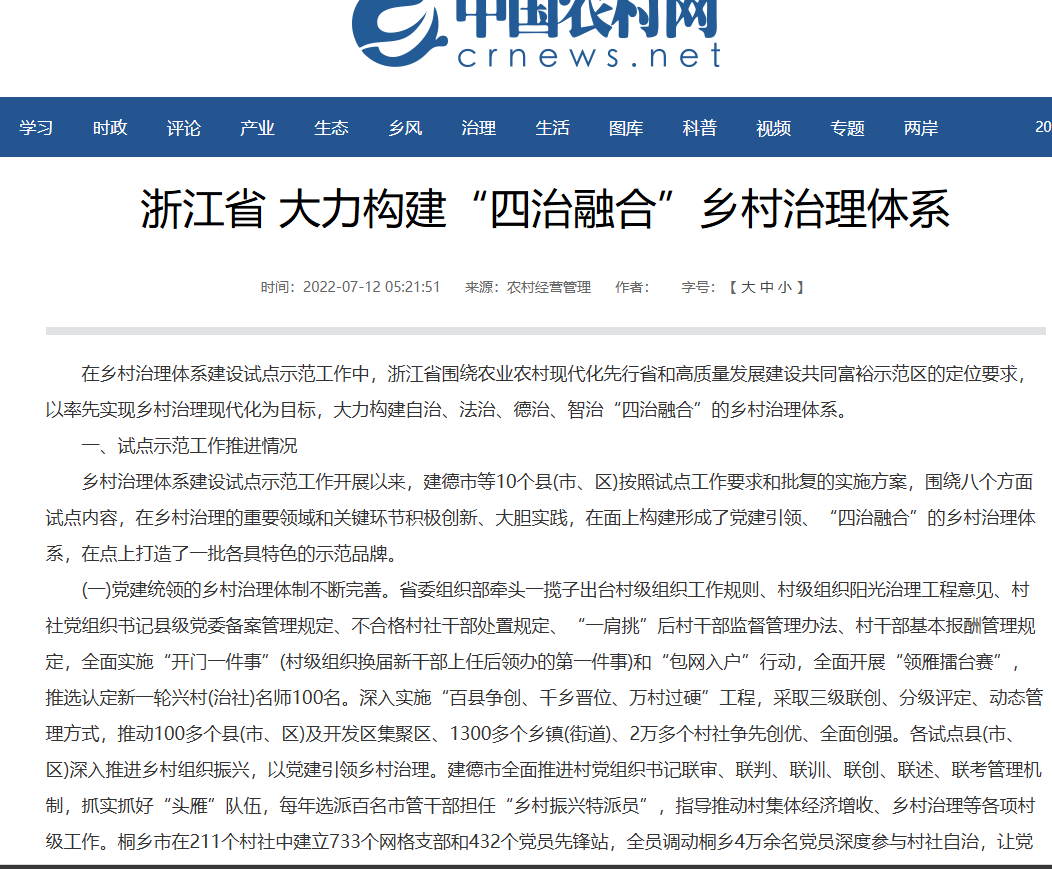 中国农村网
crnews.net
学习 时政 评论 产业 生态 乡风 治理 生活 图库 科普 视频 专题 两岸 20
浙江省 大力构建“四治融合”乡村治理体系
时间：2022-07-12 05:21:51 来源：农村经营管理 作者： 字号：【 大 中 小 】
在乡村治理体系建设试点示范工作中，浙江省围绕农业农村现代化先行省和高质量发展建设共同富裕示范区的定位要求，
以率先实现乡村治理现代化为目标，大力构建自治、法治、德治、智治“四治融合”的乡村治理体系。
一、试点示范工作推进情况
乡村治理体系建设试点示范工作开展以来，建德市等10个县(市、区)按照试点工作要求和批复的实施方案，围绕八个方面
试点内容，在乡村治理的重要领域和关键环节积极创新、大胆实践，在面上构建形成了党建引领、“四治融合”的乡村治理体
系，在点上打造了一批各具特色的示范品牌。
(一)党建统领的乡村治理体制不断完善。省委组织部牵头一揽子出台村级组织工作规则、村级组织阳光治理工程意见、村
社党组织书记县级党委备案管理规定、不合格村社干部处置规定、“一肩挑”后村干部监督管理办法、村干部基本报酬管理规
定，全面实施“开门一件事”(村级组织换届新干部上任后领办的第一件事)和“包网入户”行动，全面开展“领雁擂台赛”，
推选认定新一轮兴村(治社)名师100名。深入实施“百县争创、千乡晋位、万村过硬”工程，采取三级联创、分级评定、动态管
理方式，推动100多个县(市、区)及开发区集聚区、1300多个乡镇(街道)、2万多个村社争先创优、全面创强。各试点县(市、
区)深入推进乡村组织振兴，以党建引领乡村治理。建德市全面推进村党组织书记联审、联判、联训、联创、联述、联考管理机
制，抓实抓好“头雁”队伍，每年选派百名市管干部担任“乡村振兴特派员”，指导推动村集体经济增收、乡村治理等各项村
级工作。桐乡市在211个村社中建立733个网格支部和432个党员先锋站，全员调动桐乡4万余名党员深度参与村社自治，让党